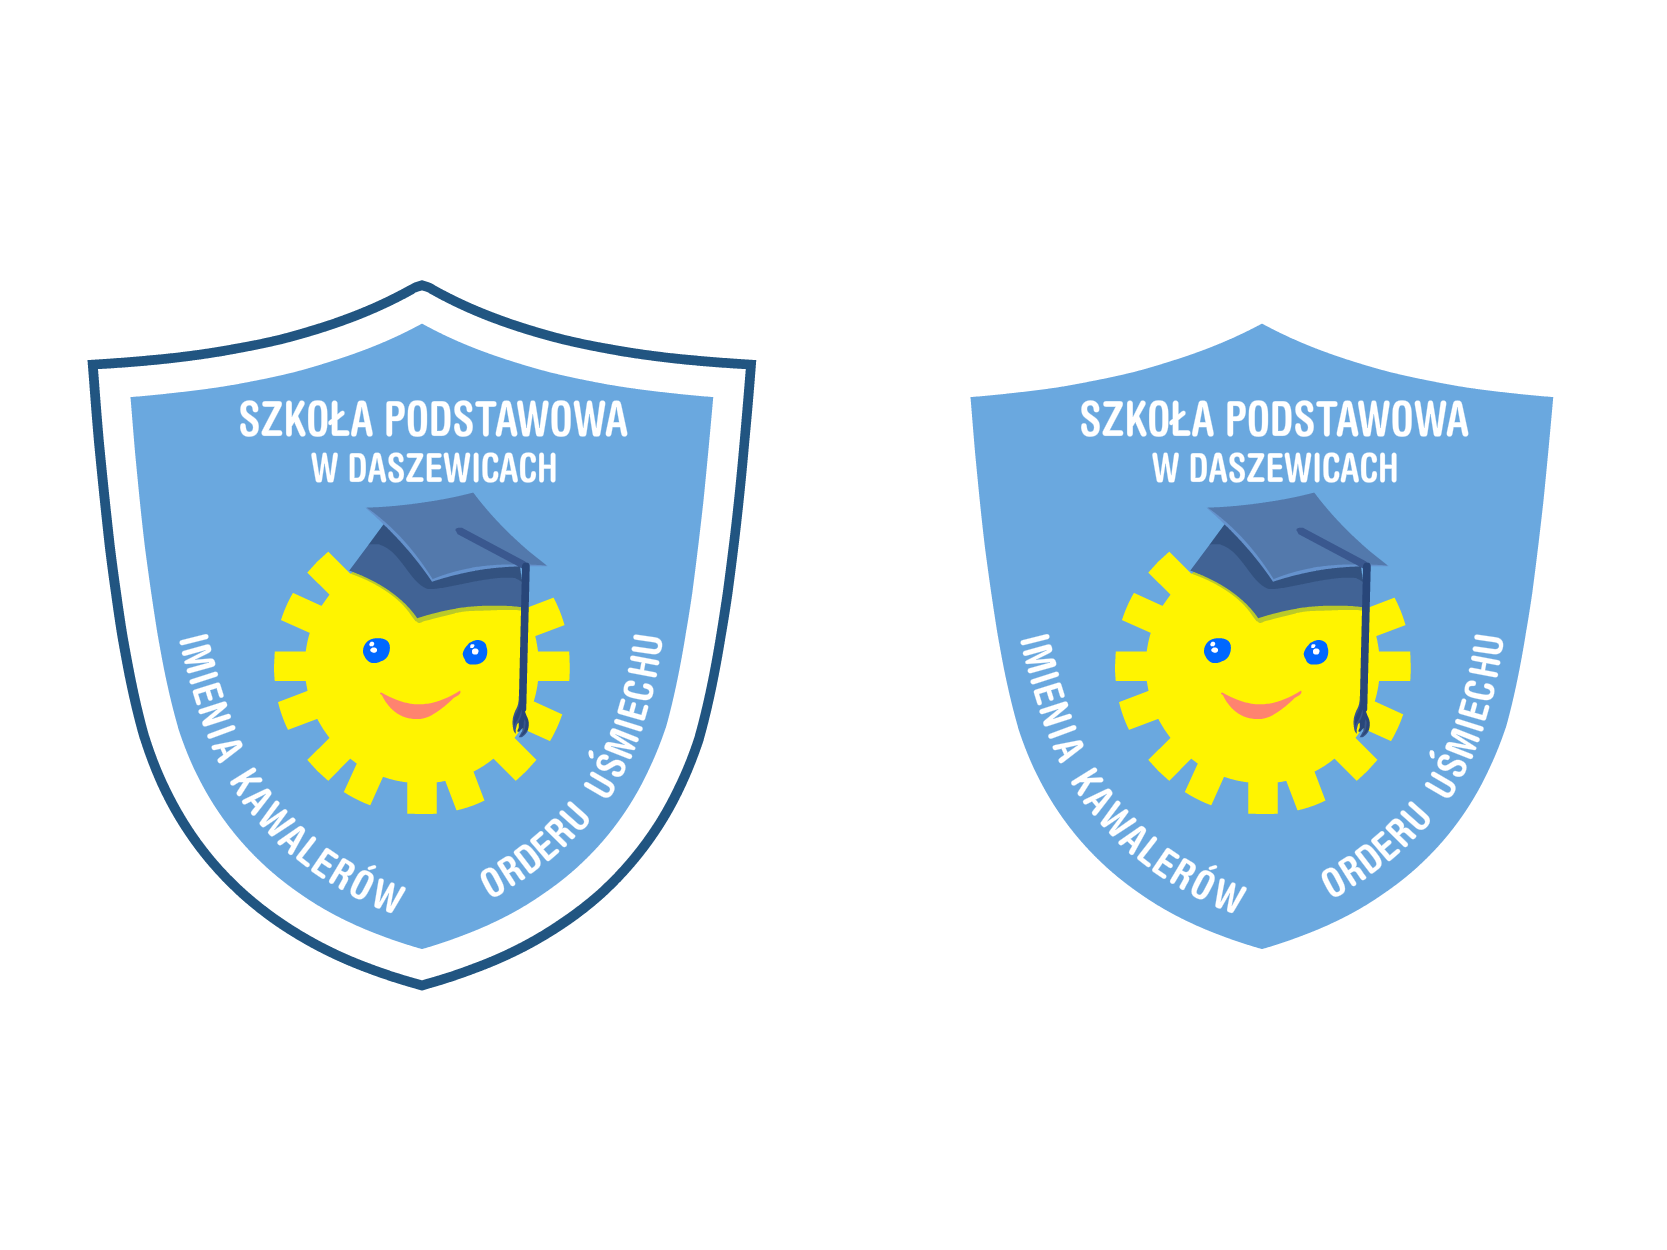 SZKOŁA PODSTAWOWA
W DASZEWICACH
IMIENIA KAWALERÓW ORDERU UŚMIECHU
SZKOŁA PODSTAWOWA
W DASZEWICACH
IMIENIA KAWALERÓW ORDERU UŚMIECHU